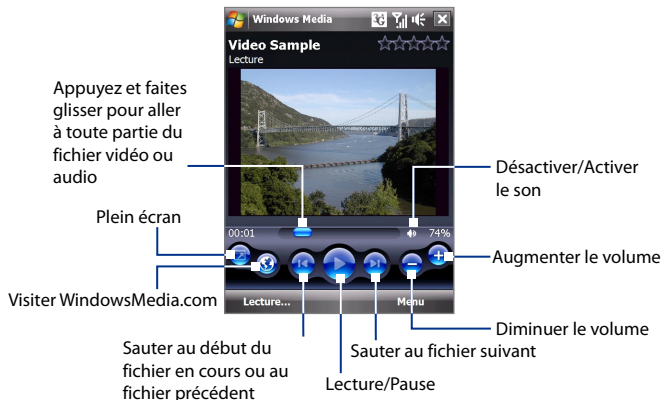 Windows Media
Video Sample
Lecture
Appuyez et faites
glisser pour aller
à toute partie du
fichier vidéo ou
audio
Désactiver/Activer
le son
Plein écran
00:01
74%
Augmenter le volume
Visiter WindowsMedia.com
Lecture...
Menu
Diminuer le volume
Sauter au début du
fichier en cours ou au
fichier précédent
Sauter au fichier suivant
Lecture/Pause